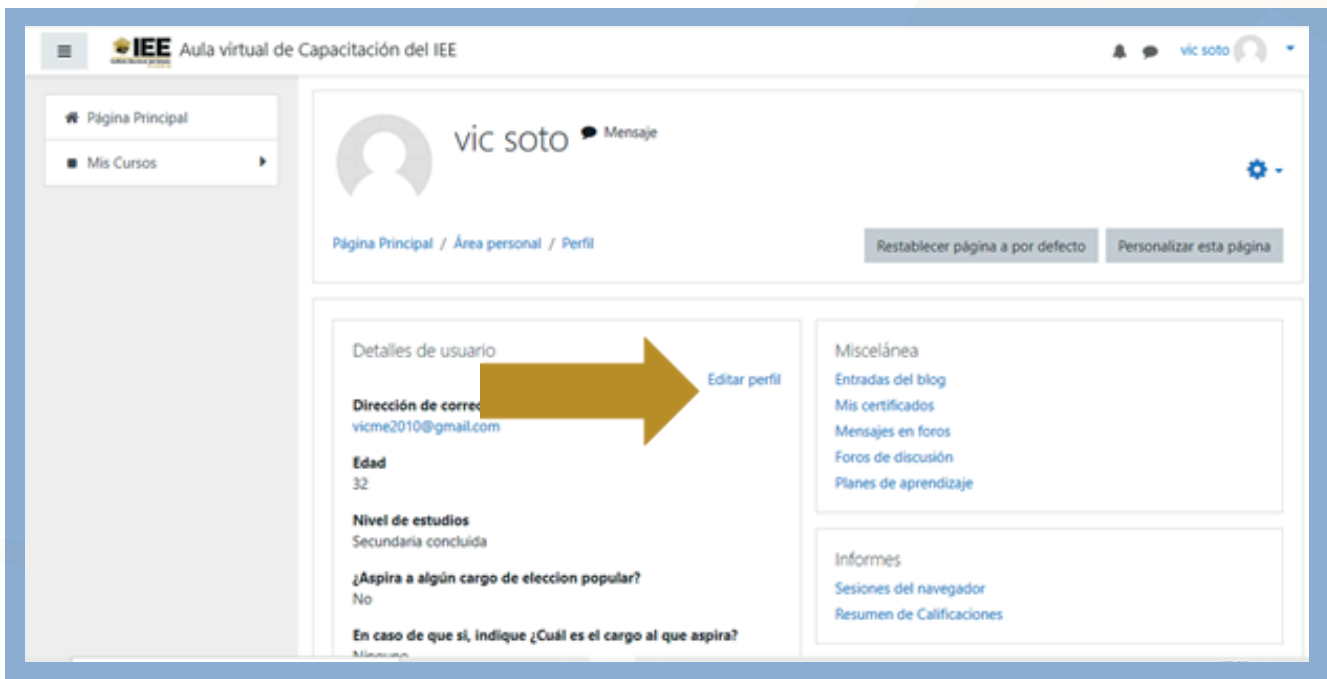 IEE Aula virtual de Capacitación del IEE
vic soto
Página Principal
Mis Cursos
vic soto Mensaje
Página Principal / Área personal / Perfil
Restablecer página a por defecto
Personalizar esta página
Detalles de usuario
Editar perfil
Dirección de
vicme2010@gmail.com
Edad
32
Nivel de estudios
Secundaria concluida
¿Aspira a algún cargo de eleccion popular?
No
En caso de que si, indique ¿Cuál es el cargo al que aspira?
Ninguno
Miscelánea
Entradas del blog
Mis certificados
Mensajes en foros
Foros de discusión
Planes de aprendizaje
Informes
Sesiones del navegador
Resumen de Calificaciones